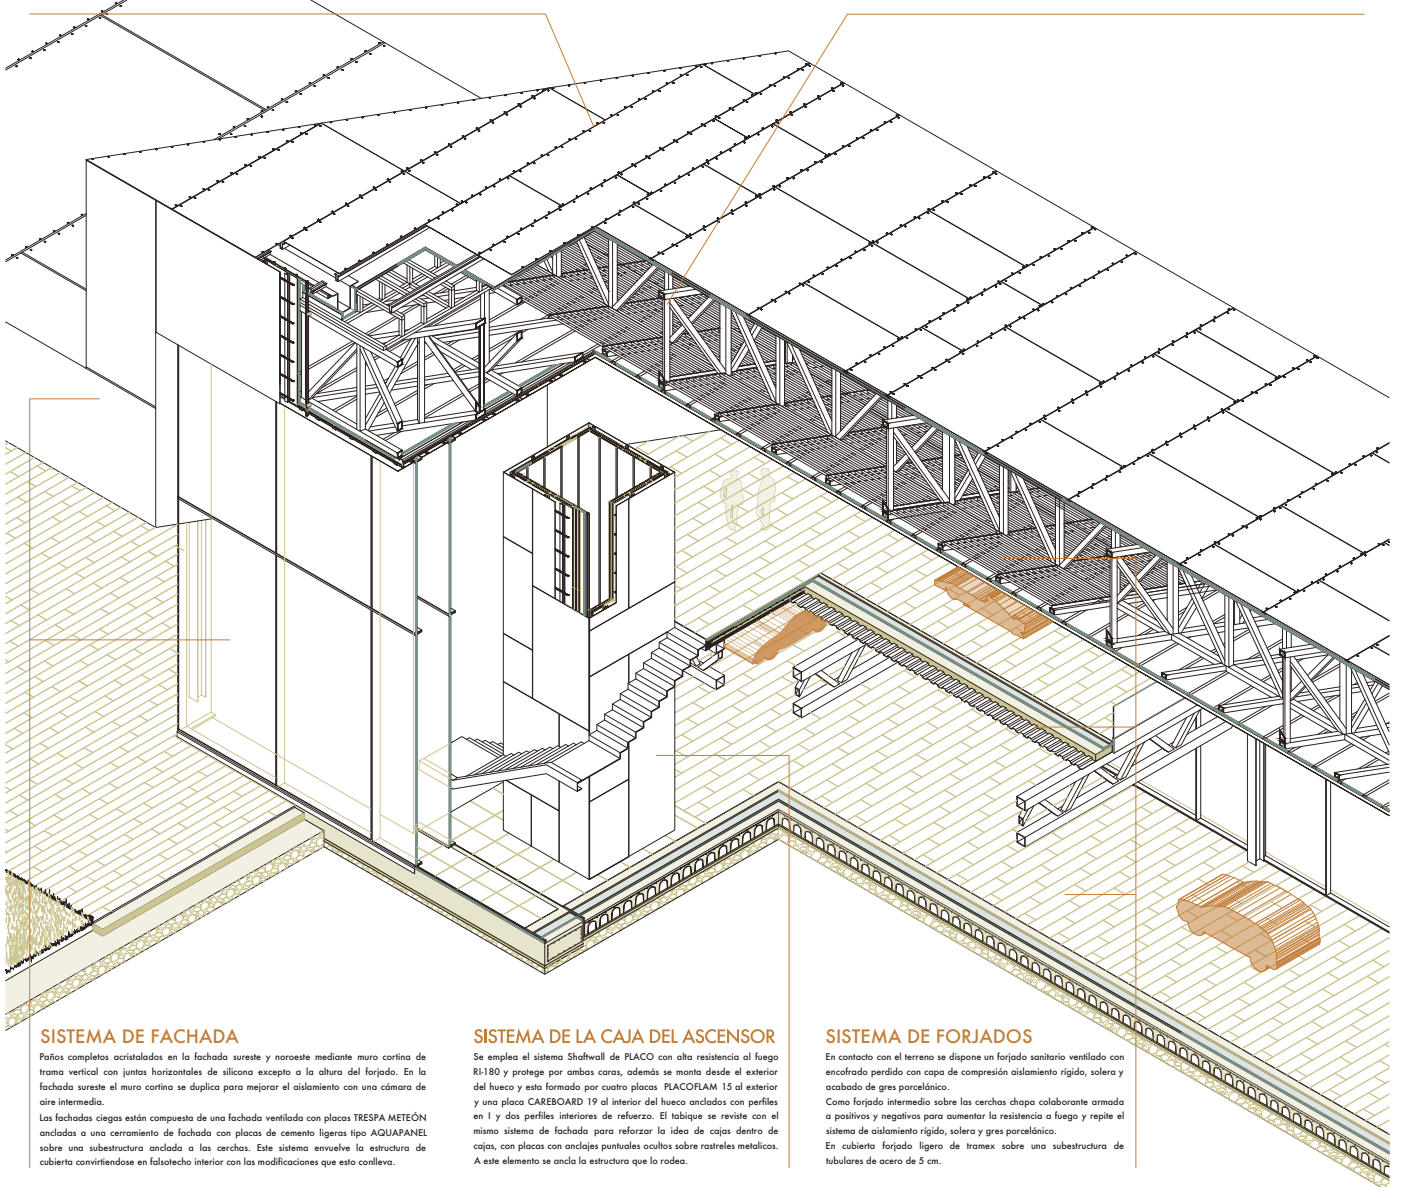 SISTEMA DE FACHADA
Paños completos acristalados en la fachada sureste y noroeste mediante muro cortina de
trama vertical con juntas horizontales de silicona excepto a la altura del forjado. En la
fachada sureste el muro cortina se duplica para mejorar el aislamiento con una cámara de
aire intermedia.
Las fachadas ciegas están compuesta de una fachada ventilada con placas TRESPA METEÓN
ancladas a una cerramiento de fachada con placas de cemento ligeras tipo AQUAPANEL
sobre una subestructura anclada a las cerchas. Este sistema envuelve la estructura de
cubierta convirtiendose en falsotecho interior con las modificaciones que esto conlleva.
SISTEMA DE LA CAJA DEL ASCENSOR
Se emplea el sistema Shaftwall de PLACO con alta resistencia al fuego
RI-180 y protege por ambas caras, además se monta desde el exterior
del hueco y esta formado por cuatro placas PLACOFLAM 15 al exterior
y una placa CAREBOARD 19 al interior del hueco anclados con perfiles
en I y dos perfiles interiores de refuerzo. El tabique se reviste con el
mismo sistema de fachada para reforzar la idea de cajas dentro de
cajas, con placas con anclajes puntuales ocultos sobre rastreles metalicos.
A este elemento se ancla la estructura que lo rodea.
SISTEMA DE FORJADOS
En contacto con el terreno se dispone un forjado sanitario ventilado con
encofrado perdido con capa de compresión aislamiento rígido, solera y
acabado de gres porcelánico.
Como forjado intermedio sobre las cerchas chapa colaborante armada
a positivos y negativos para aumentar la resistencia a fuego y repite el
sistema de aislamiento rígido, solera y gres porcelánico.
En cubierta forjado ligero de tramex sobre una subestructura de
tubulares de acero de 5 cm.